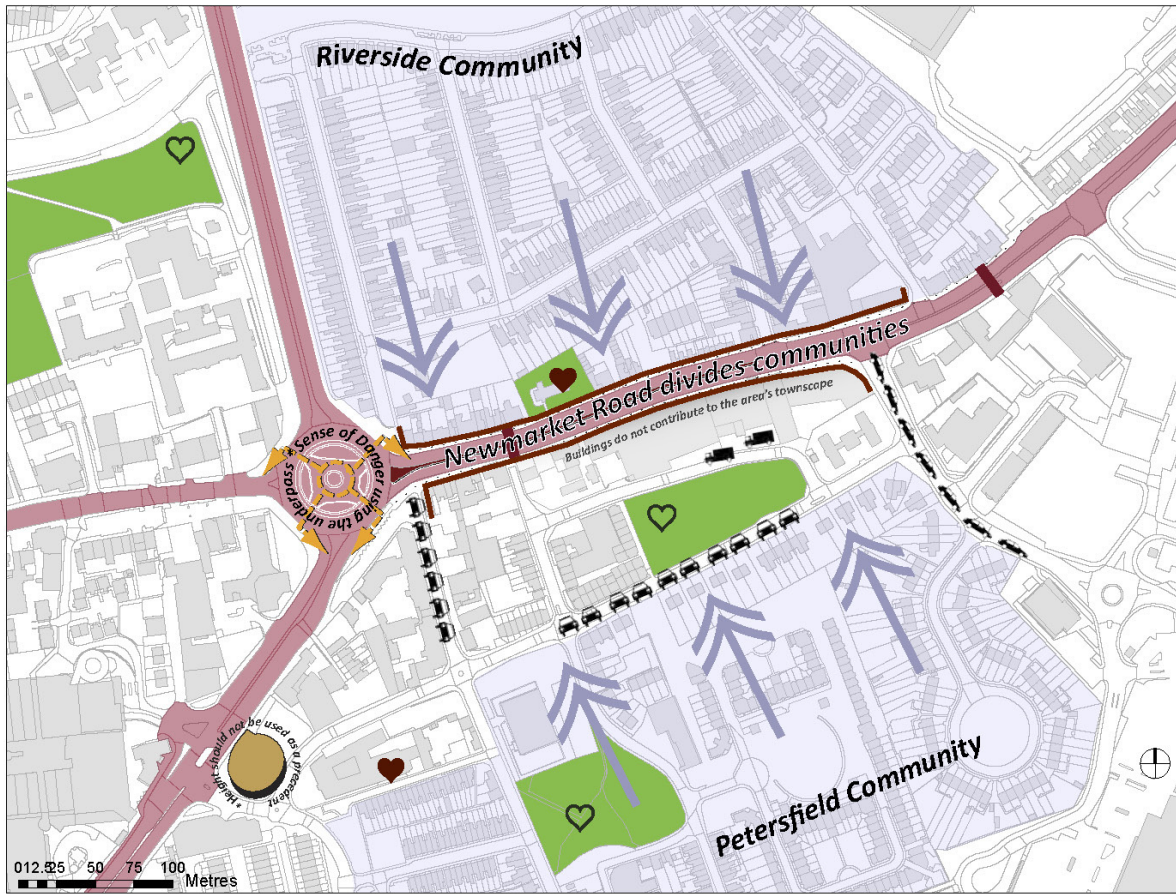 Riverside Community
Newmarket Road divides communities
Buildings do not contribute to the area's townscape
* Sense of Danger using the underpass
* Height should not be used as a precedent
Petersfield Community
0 12.5 25 50 75 100
Metres